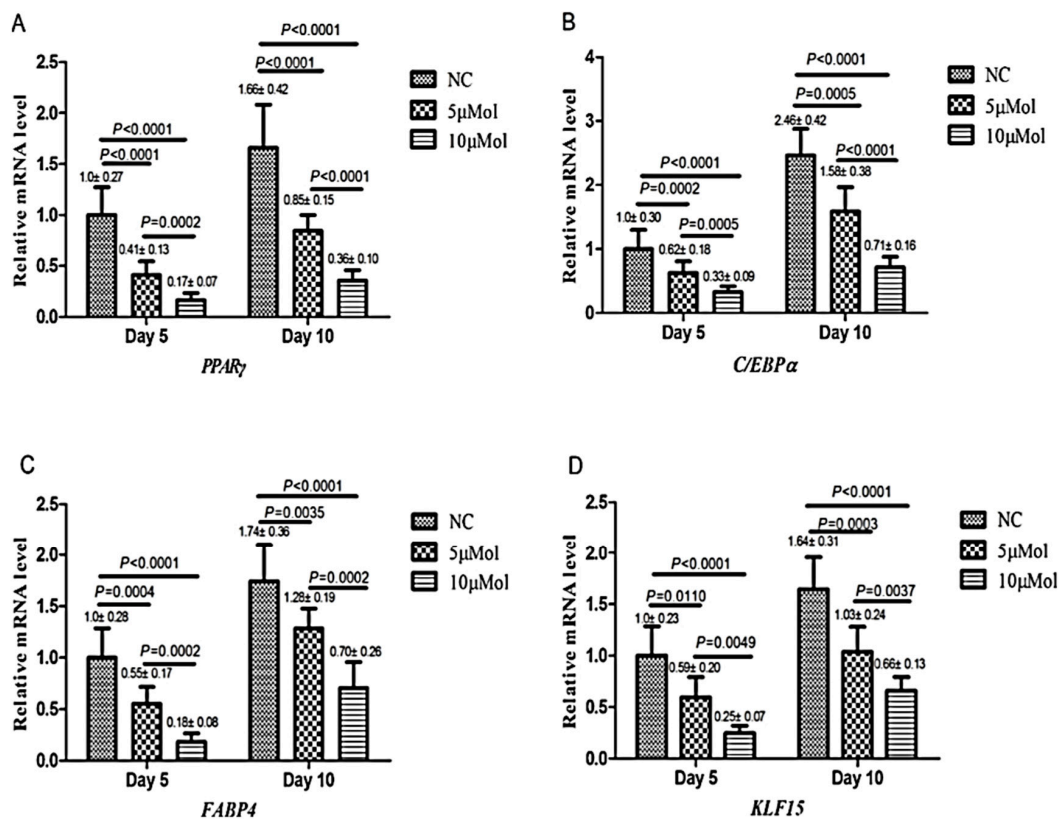 A
Relative mRNA level
2.5
2.0
1.5
1.0
0.5
0.0
P<0.0001
P<0.0001
1.0± 0.27
P=0.0002
0.41± 0.13
0.17± 0.07
P<0.0001
P<0.0001
1.66± 0.42
P<0.0001
0.85± 0.15
0.36± 0.10
Day 5
Day 10
PPARγ
NC
5μMol
10μMol
B
Relative mRNA level
4
3
2
1
0
P<0.0001
P=0.0002
1.0± 0.30
P=0.0005
0.62± 0.18
0.33± 0.09
P<0.0001
P=0.0005
2.46± 0.42
P<0.0001
1.58± 0.38
0.71± 0.16
Day 5
Day 10
C/EBPα
NC
5μMol
10μMol
C
Relative mRNA level
2.5
2.0
1.5
1.0
0.5
0.0
P<0.0001
P=0.0004
1.0± 0.28
P=0.0002
0.55± 0.17
0.18± 0.08
P<0.0001
P=0.0035
1.74± 0.36
P=0.0002
1.28± 0.19
0.70± 0.26
Day 5
Day 10
FABP4
NC
5μMol
10μMol
D
Relative mRNA level
2.5
2.0
1.5
1.0
0.5
0.0
P<0.0001
P=0.0110
1.0± 0.23
P=0.0049
0.59± 0.20
0.25± 0.07
P<0.0001
P=0.0003
1.64± 0.31
P=0.0037
1.03± 0.24
0.66± 0.13
Day 5
Day 10
KLF15
NC
5μMol
10μMol